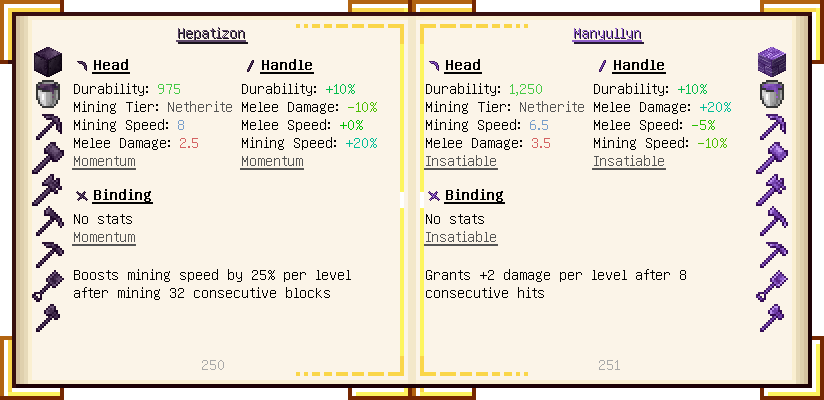 Hepatizon
Head
Durability: 975
Mining Tier: Netherite
Mining Speed: 8
Melee Damage: 2.5
Momentum
Handle
Durability: +10%
Melee Damage: -10%
Melee Speed: +0%
Mining Speed: +20%
Momentum
Binding
No stats
Momentum
Boosts mining speed by 25% per level
after mining 32 consecutive blocks
250
Manyullyn
Head
Durability: 1,250
Mining Tier: Netherite
Mining Speed: 6.5
Melee Damage: 3.5
Insatiable
Handle
Durability: +10%
Melee Damage: +20%
Melee Speed: -5%
Mining Speed: -10%
Insatiable
Binding
No stats
Insatiable
Grants +2 damage per level after 8
consecutive hits
251